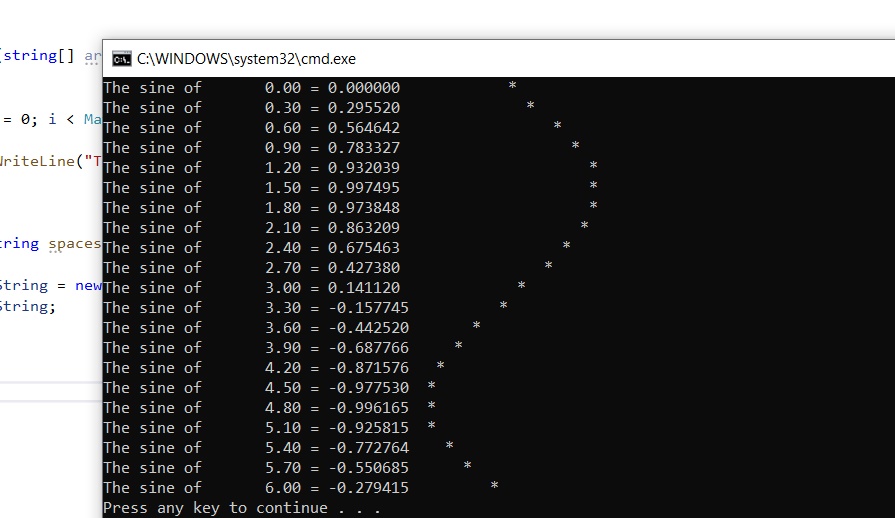 (string[] ar
C:\WINDOWS\system32\cmd.exe
= 0; i < Ma
WriteLine("T
tring spaces
String = new
String;
The sine of 0.00 = 0.000000 *
The sine of 0.30 = 0.295520 *
The sine of 0.60 = 0.564642 *
The sine of 0.90 = 0.783327 *
The sine of 1.20 = 0.932039 *
The sine of 1.50 = 0.997495 *
The sine of 1.80 = 0.973848 *
The sine of 2.10 = 0.863209 *
The sine of 2.40 = 0.675463 *
The sine of 2.70 = 0.427380 *
The sine of 3.00 = 0.141120 *
The sine of 3.30 = -0.157745 *
The sine of 3.60 = -0.442520 *
The sine of 3.90 = -0.687766 *
The sine of 4.20 = -0.871576 *
The sine of 4.50 = -0.977530 *
The sine of 4.80 = -0.996165 *
The sine of 5.10 = -0.925815 *
The sine of 5.40 = -0.772764 *
The sine of 5.70 = -0.550685 *
The sine of 6.00 = -0.279415 *
Press any key to continue . . .